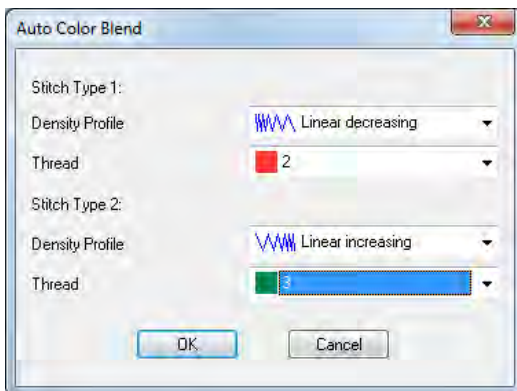 Auto Color Blend
Stitch Type 1:
Density Profile
Linear decreasing
Thread
2
Stitch Type 2:
Density Profile
Linear increasing
Thread
3
OK
Cancel